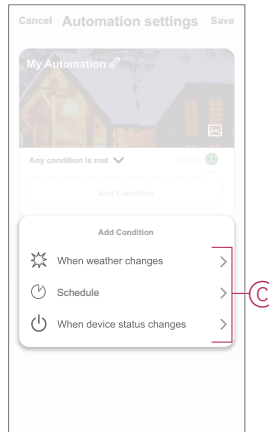 Cancel Automation settings Save
My Automation
Any condition is met
Add Condition
Add Condition
When weather changes
Schedule
When device status changes
C